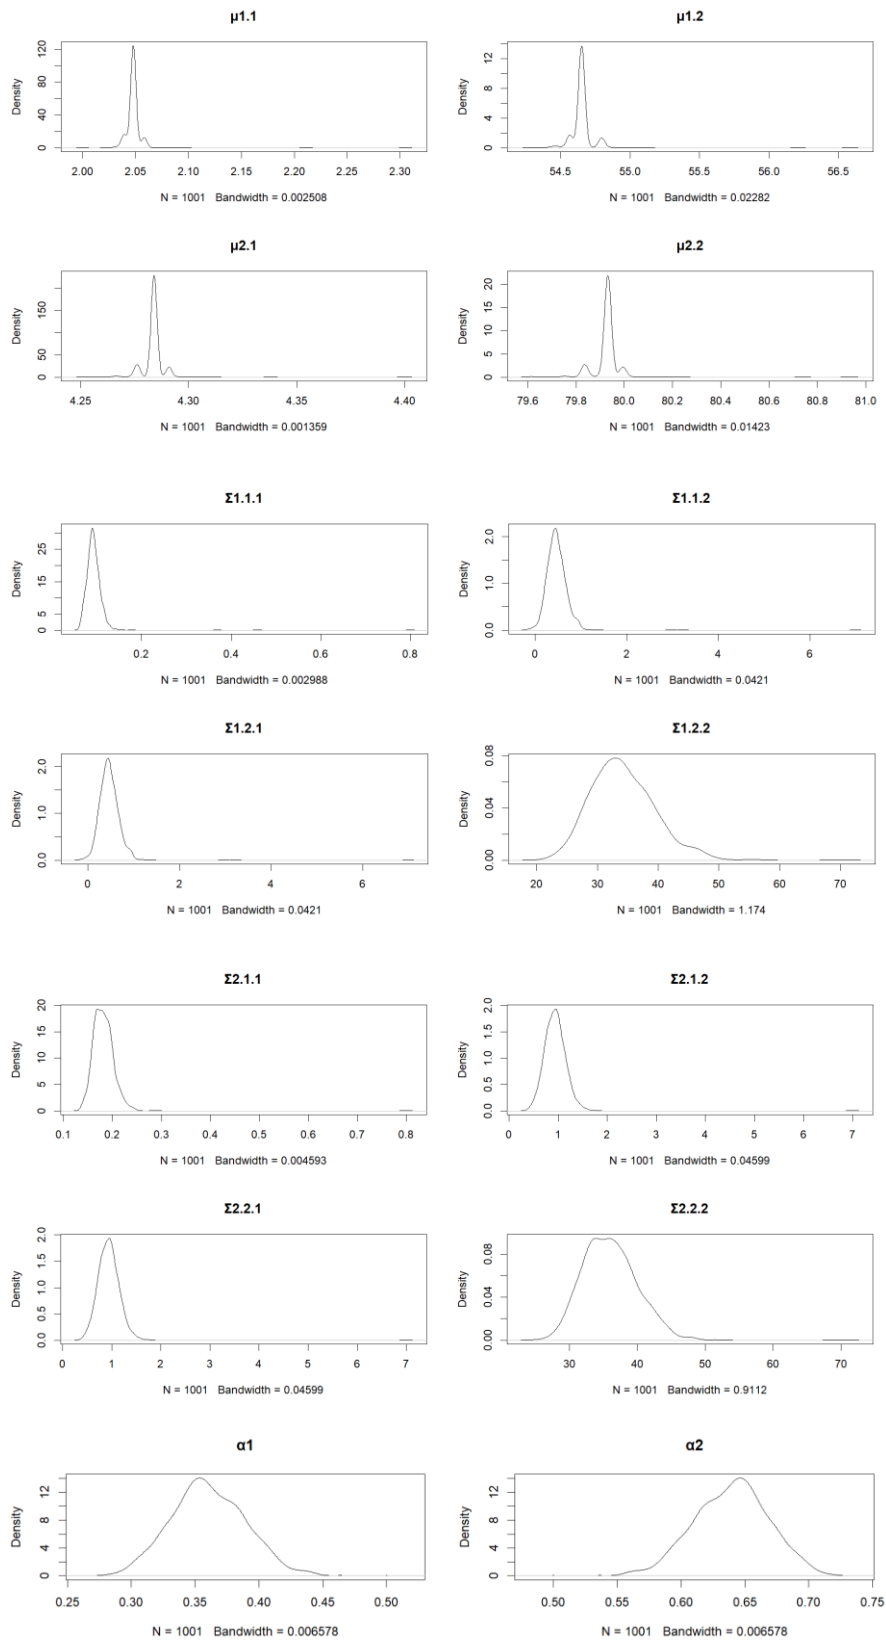 μ1.1
Density
0 40 80 120
2.00 2.05 2.10 2.15 2.20 2.25 2.30
N = 1001 Bandwidth = 0.002508
μ1.2
Density
0 4 8 12
54.5 55.0 55.5 56.0 56.5
N = 1001 Bandwidth = 0.02282
μ2.1
Density
0 50 150
4.25 4.30 4.35 4.40
N = 1001 Bandwidth = 0.001359
μ2.2
Density
0 5 10 15 20
79.6 79.8 80.0 80.2 80.4 80.6 80.8 81.0
N = 1001 Bandwidth = 0.01423
Σ1.1.1
Density
0 5 15 25
0.2 0.4 0.6 0.8
N = 1001 Bandwidth = 0.002988
Σ1.1.2
Density
0.0 1.0 2.0
0 2 4 6
N = 1001 Bandwidth = 0.0421
Σ1.2.1
Density
0.0 1.0 2.0
0 2 4 6
N = 1001 Bandwidth = 0.0421
Σ1.2.2
Density
0.00 0.04 0.08
20 30 40 50 60 70
N = 1001 Bandwidth = 1.174
Σ2.1.1
Density
0 5 10 15 20
0.1 0.2 0.3 0.4 0.5 0.6 0.7 0.8
N = 1001 Bandwidth = 0.004593
Σ2.1.2
Density
0.0 0.5 1.0 1.5 2.0
0 1 2 3 4 5 6 7
N = 1001 Bandwidth = 0.04599
Σ2.2.1
Density
0.0 0.5 1.0 1.5 2.0
0 1 2 3 4 5 6 7
N = 1001 Bandwidth = 0.04599
Σ2.2.2
Density
0.00 0.04 0.08
30 40 50 60 70
N = 1001 Bandwidth = 0.9112
α1
Density
0 4 8 12
0.25 0.30 0.35 0.40 0.45 0.50
N = 1001 Bandwidth = 0.006578
α2
Density
0 4 8 12
0.50 0.55 0.60 0.65 0.70 0.75
N = 1001 Bandwidth = 0.006578